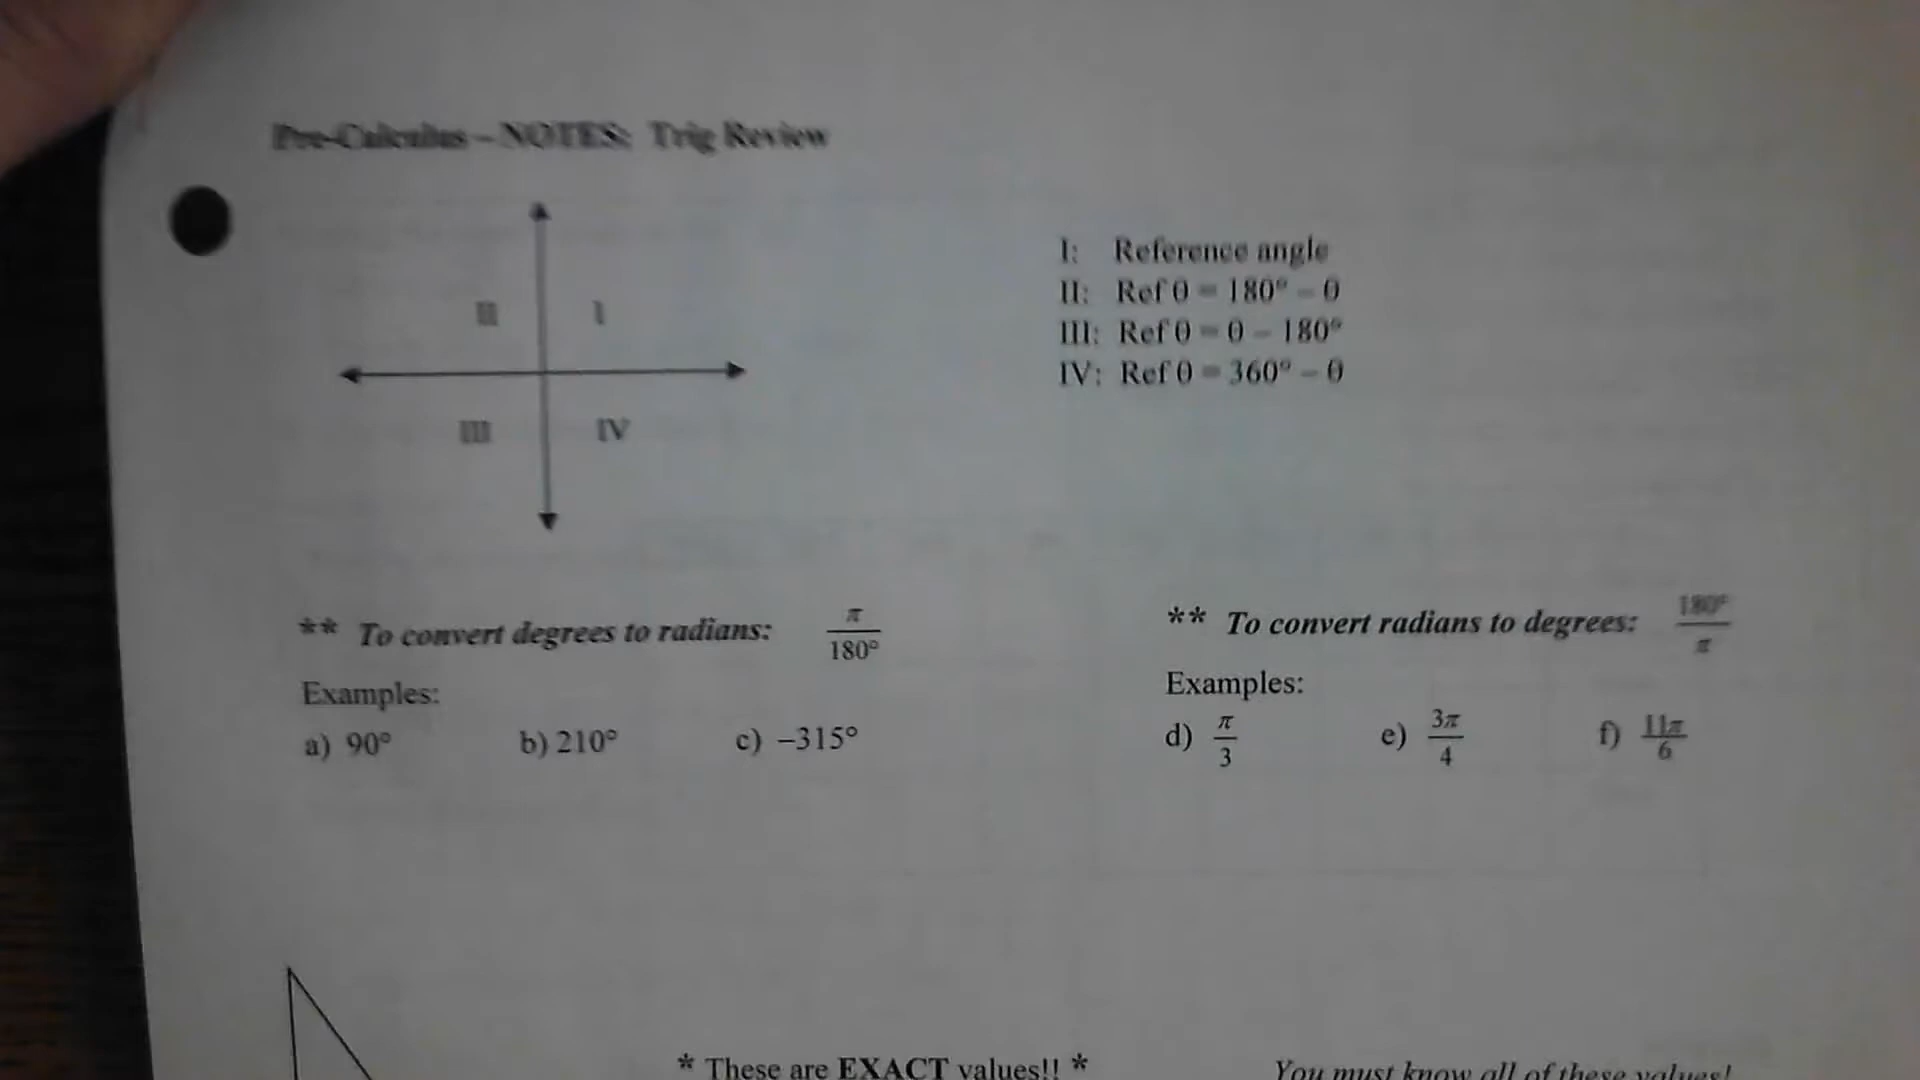 Pre-Calculus – NOTES: Trig Review
I: Reference angle
II: Ref θ = 180° – θ
III: Ref θ = θ – 180°
IV: Ref θ = 360° – θ
II I
III IV
** To convert degrees to radians: π/180°
Examples:
a) 90° b) 210° c) –315°
** To convert radians to degrees: 180°/π
Examples:
d) π/3 e) 3π/4 f) 11π/6
* These are EXACT values!! *
You must know all of these values!